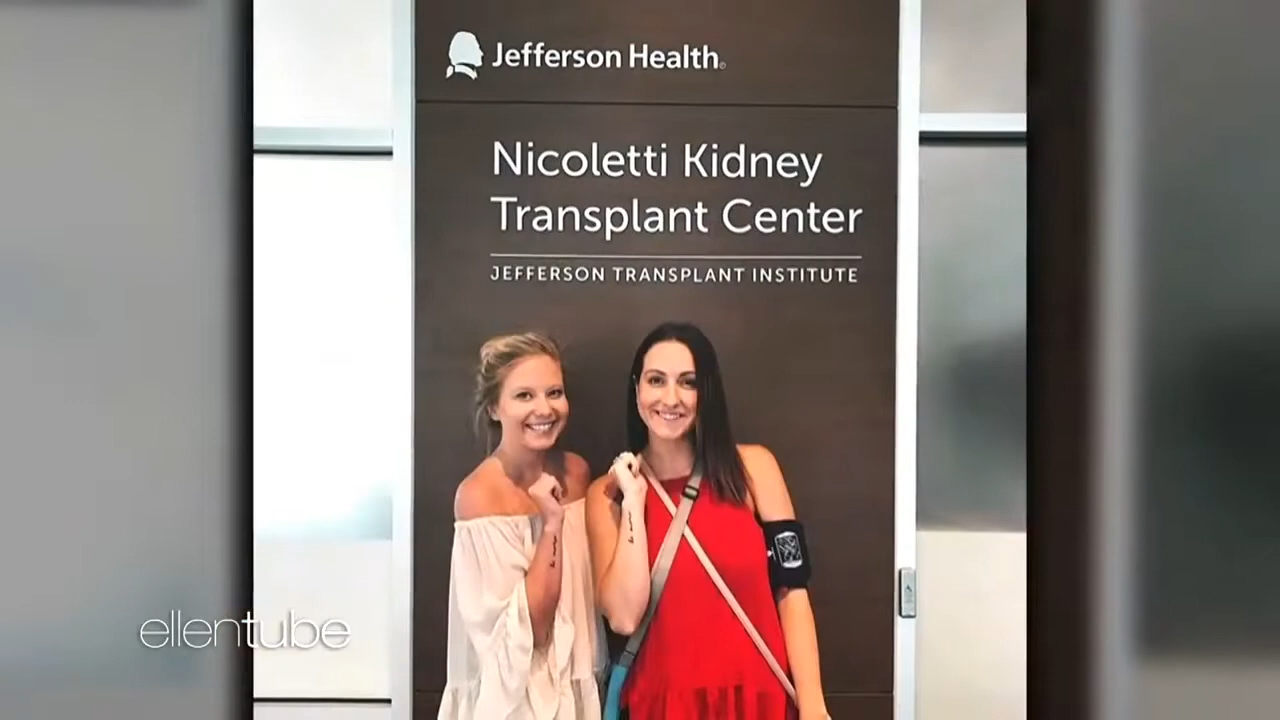 Jefferson Health
Nicoletti Kidney
Transplant Center
JEFFERSON TRANSPLANT INSTITUTE
ellentube